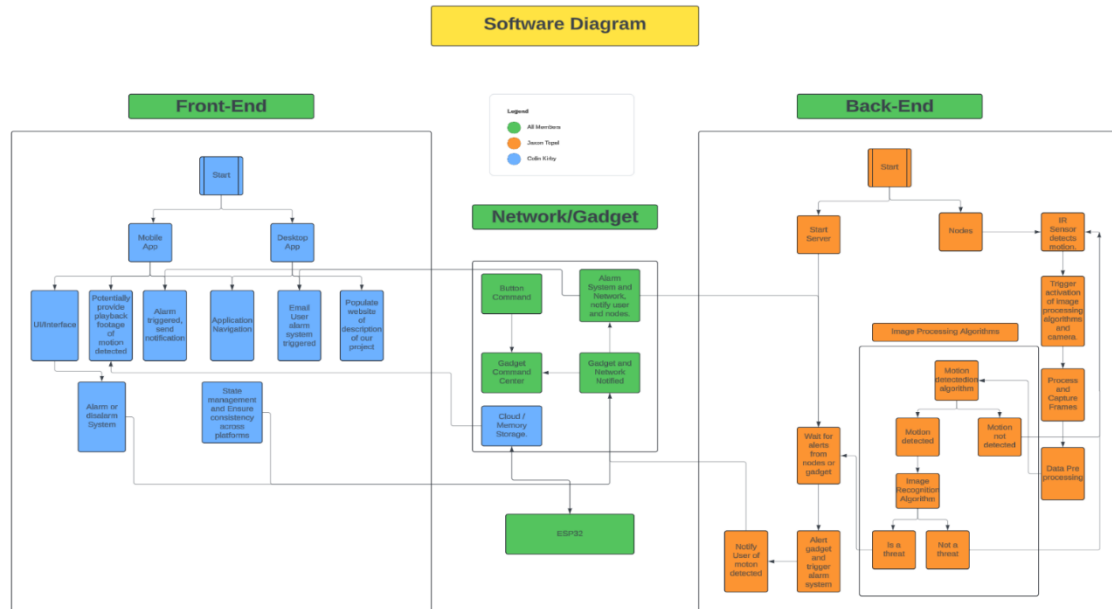 Software Diagram
Front-End
Legend
All Members
Jason Topel
Colin Kirby
Back-End
Start
Mobile
App
Desktop
App
UI/Interface
Potentially
provide
playback
footage
of
motion
detected
Alarm
triggered,
send
notification
Application
Navigation
Email
User
alarm
system
triggered
Populate
website
of
description
of our
project
Alarm or
disalarm
System
State
management
and Ensure
consistency
across
platforms
Network/Gadget
Button
Command
Alarm
System and
Network,
notify user
and nodes.
Gadget
Command
Center
Gadget and
Network
Notified
Cloud /
Memory
Storage.
ESP32
Start
Start
Server
Nodes
IR
Sensor
detects
motion.
Trigger
activation
of Image
processing
algorithms
and
camera.
Image Processing Algorithms
Motion
detectedion
algorithm
Process
and
Capture
Frames
Motion
detected
Motion
not
detected
Wait for
alerts
from
nodes or
gadget
Data Pre
processing
Image
Recognition
Algorithm
Is a
threat
Not a
threat
Notify
User of
moton
detected
Alert
gadget
and
trigger
alarm
system